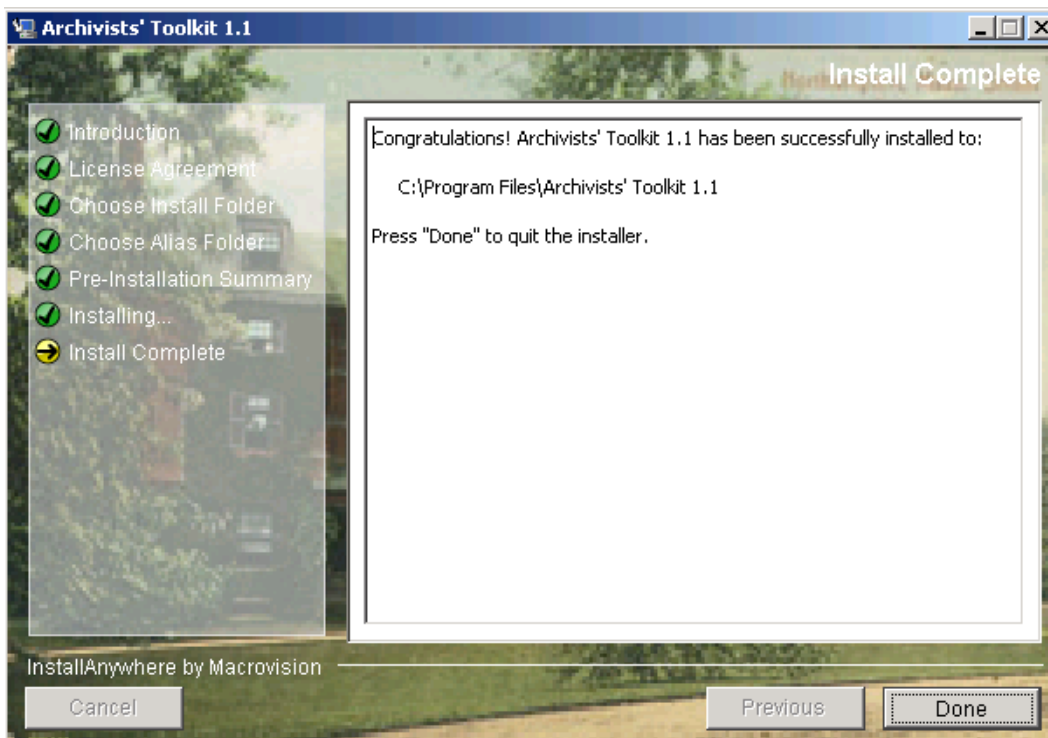 Archivists' Toolkit 1.1
Install Complete
Introduction
License Agreement
Choose Install Folder
Choose Alias Folder
Pre-Installation Summary
Installing...
Install Complete
Congratulations! Archivists' Toolkit 1.1 has been successfully installed to:
C:\Program Files\Archivists' Toolkit 1.1
Press "Done" to quit the installer.
InstallAnywhere by Macrovision
Cancel
Previous
Done